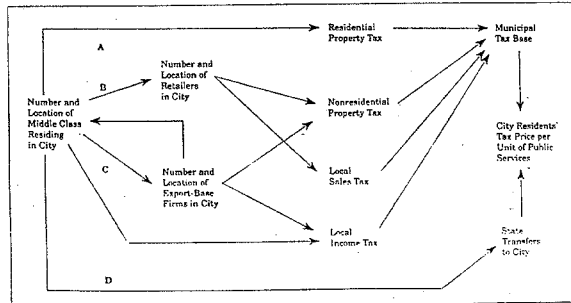 A
Residential
Property Tax
Municipal
Tax Base
B
Number and
Location of
Retailers
in City
Number and
Location of
Middle Class
Residing
in City
Nonresidential
Property Tax
City Residents'
Tax Price per
Unit of Public
Services
C
Number and
Location of
Export-Base
Firms in City
Local
Sales Tax
Local
Income Tax
State
Transfers
to City
D